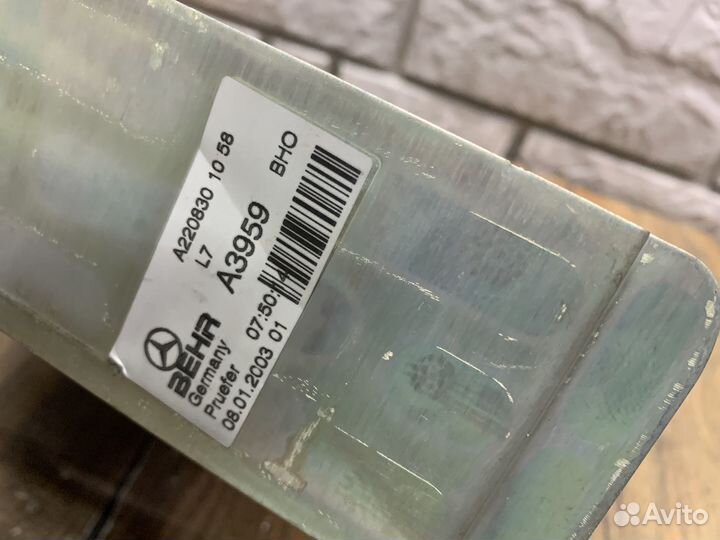 A220830 10 58
L7
A3959
BHO
BEHR
Germany
Pruefer
07:50:
08.01.2003 01
Avito